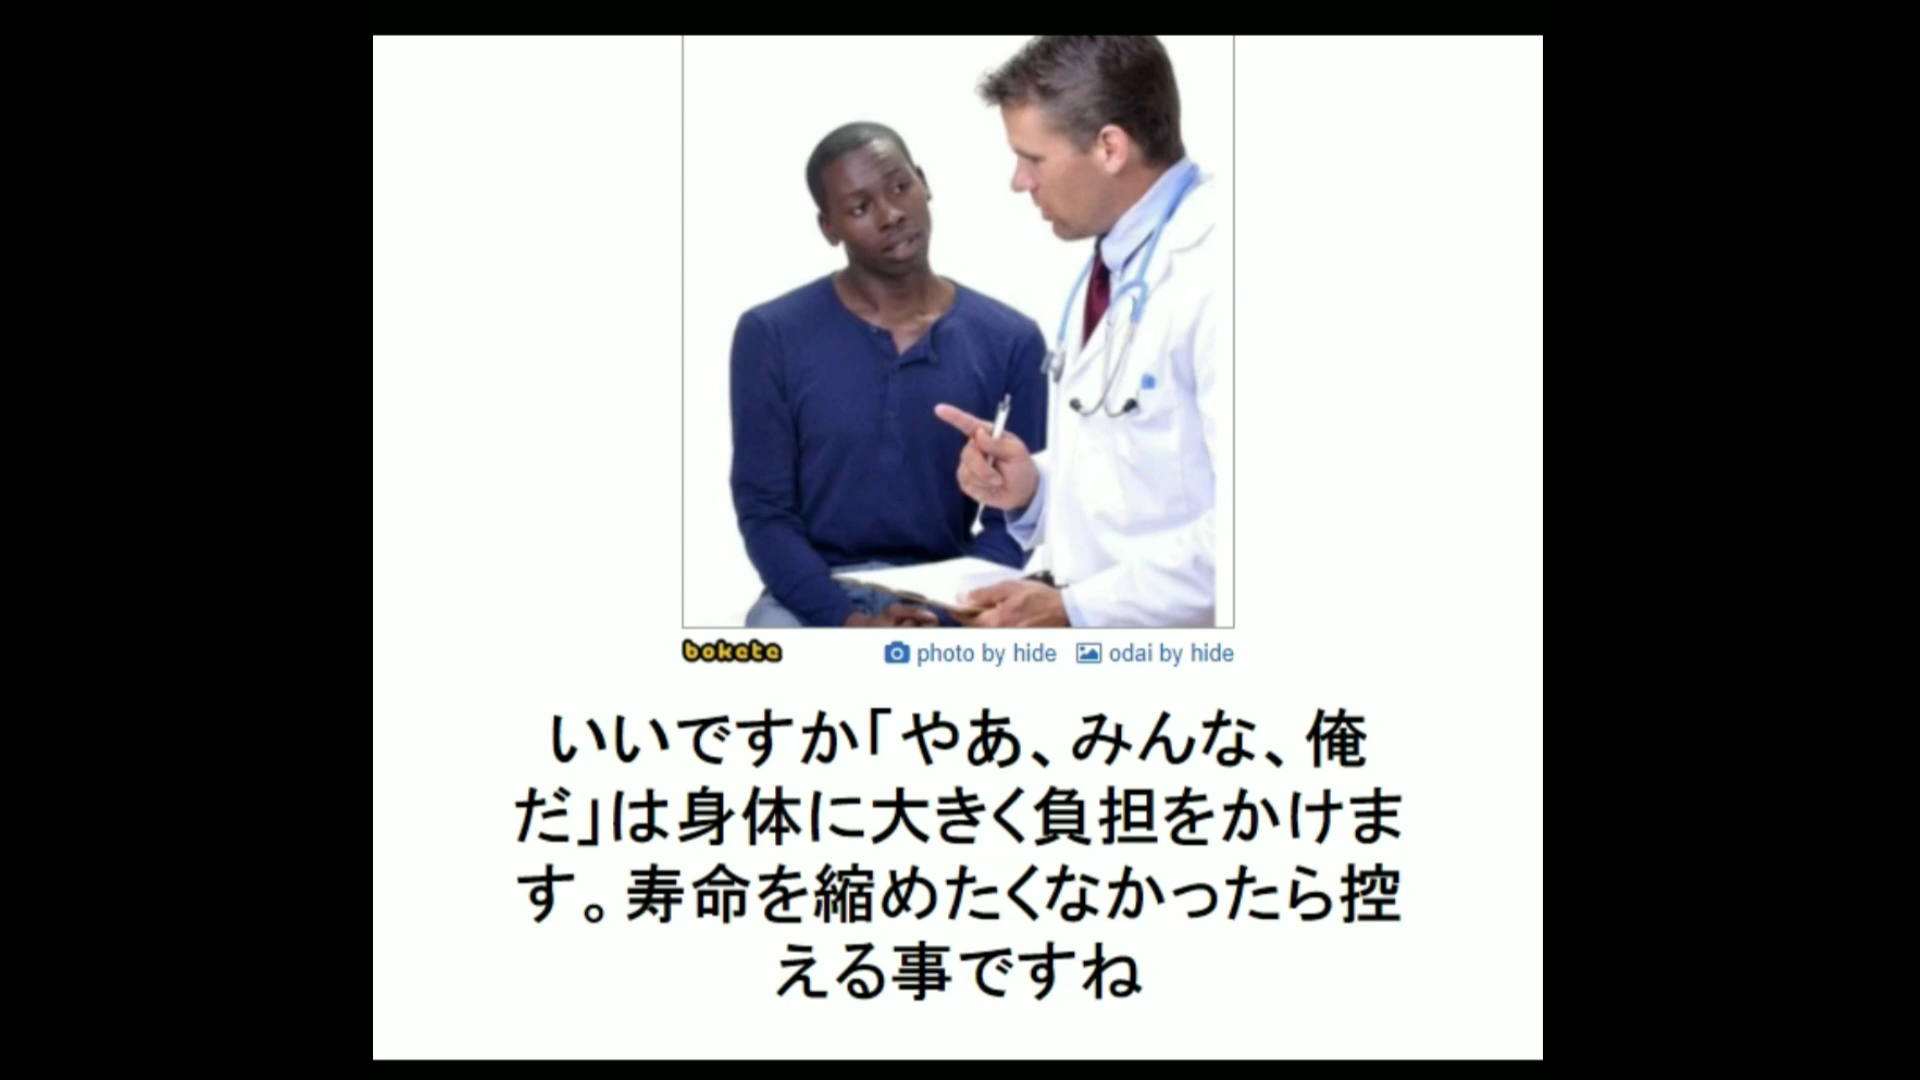 bokete
photo by hide odai by hide
いいですか「やあ、みんな、俺
だ」は身体に大きく負担をかけま
す。寿命を縮めたくなかったら控
える事ですね